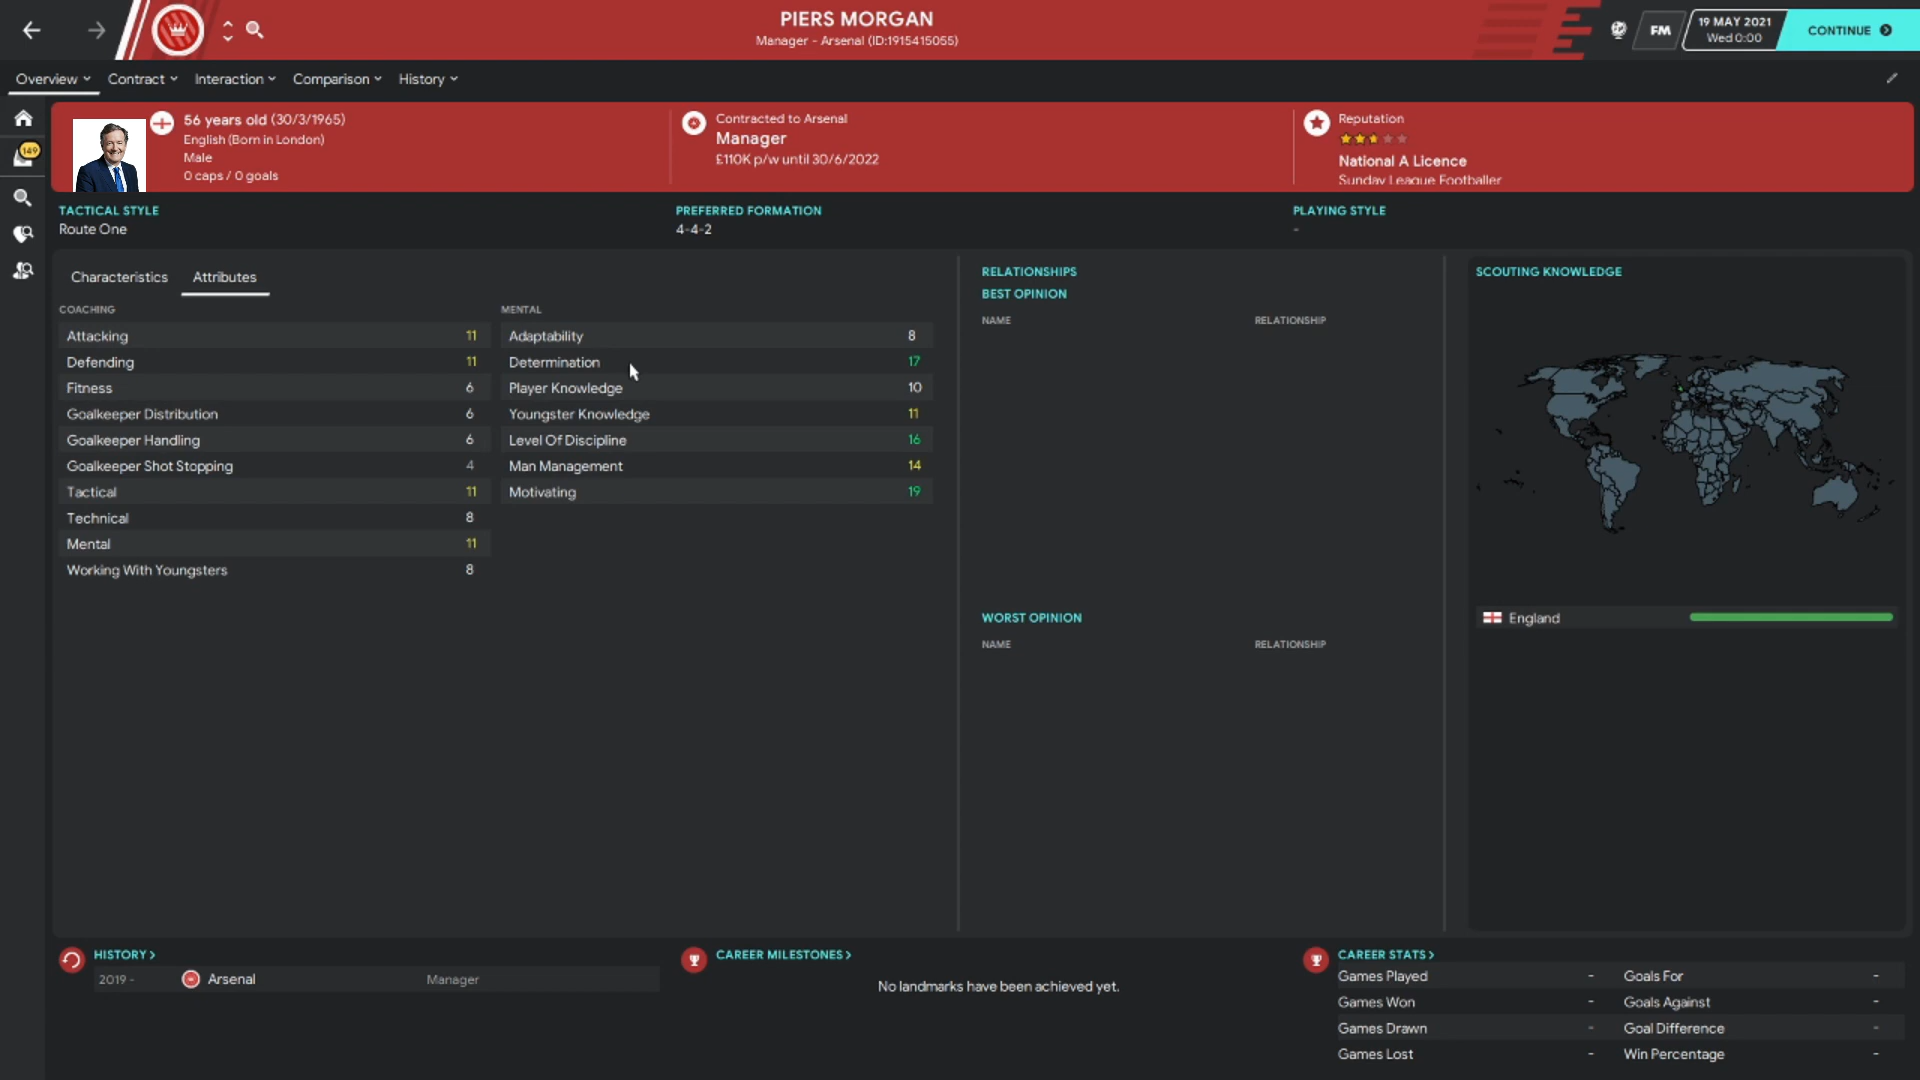 PIERS MORGAN
Manager - Arsenal (ID:1915415055)
FM
19 MAY 2021
Wed 0:00
CONTINUE
Overview
Contract
Interaction
Comparison
History
149
56 years old (30/3/1965)
English (Born in London)
Male
0 caps / 0 goals
Contracted to Arsenal
Manager
£110K p/w until 30/6/2022
Reputation
National A Licence
Sunday League Footballer
TACTICAL STYLE
Route One
PREFERRED FORMATION
4-4-2
PLAYING STYLE
-
Characteristics
Attributes
COACHING
Attacking 11
Defending 11
Fitness 6
Goalkeeper Distribution 6
Goalkeeper Handling 6
Goalkeeper Shot Stopping 4
Tactical 11
Technical 8
Mental 11
Working With Youngsters 8
MENTAL
Adaptability 8
Determination 17
Player Knowledge 10
Youngster Knowledge 11
Level Of Discipline 16
Man Management 14
Motivating 19
RELATIONSHIPS
BEST OPINION
NAME RELATIONSHIP
WORST OPINION
NAME RELATIONSHIP
SCOUTING KNOWLEDGE
England
HISTORY >
2019 - Arsenal Manager
CAREER MILESTONES >
No landmarks have been achieved yet.
CAREER STATS >
Games Played - Goals For -
Games Won - Goals Against -
Games Drawn - Goal Difference -
Games Lost - Win Percentage -